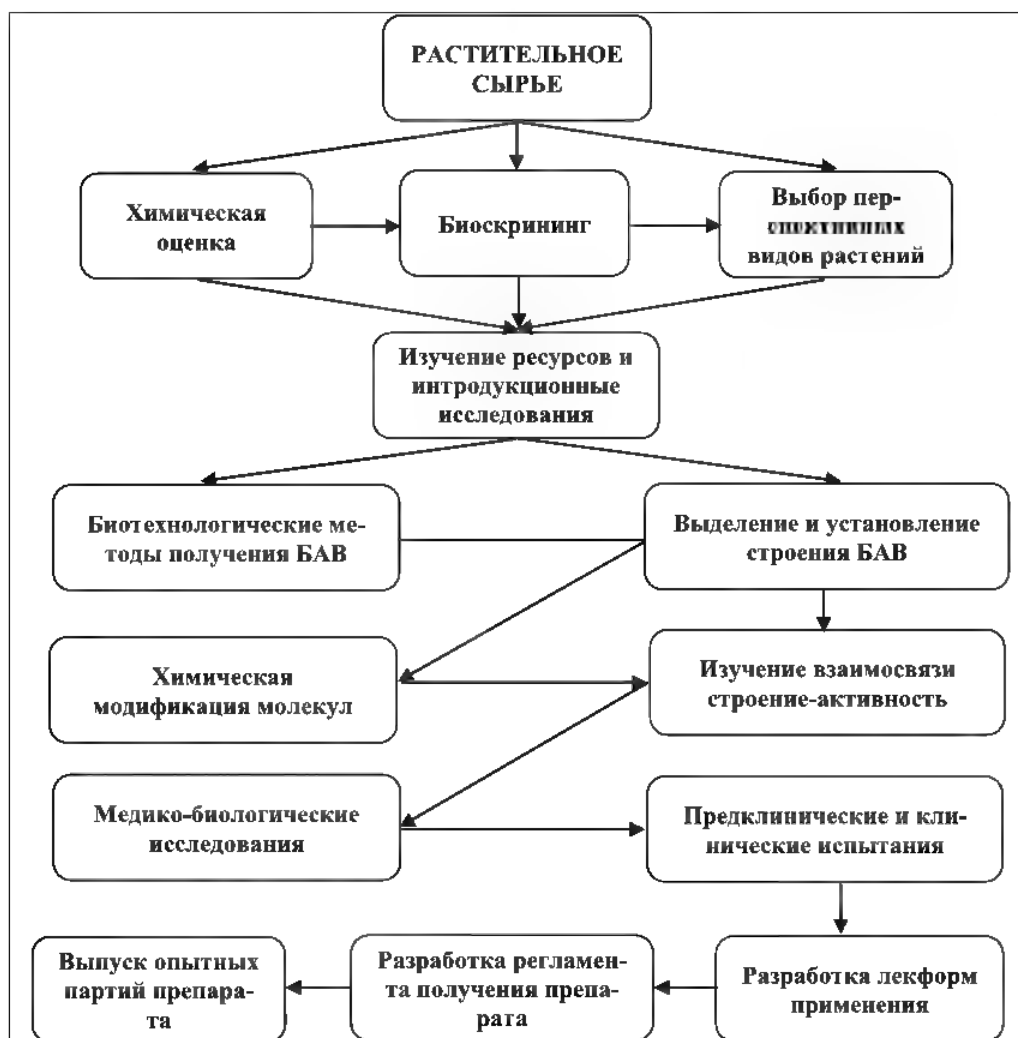 РАСТИТЕЛЬНОЕ
СЫРЬЕ
Химическая
оценка
Биоскрининг
Выбор пер-
спективных
видов растений
Изучение ресурсов и
интродукционные
исследования
Биотехнологические ме-
тоды получения БАВ
Выделение и установление
строения БАВ
Химическая
модификация молекул
Изучение взаимосвязи
строение-активность
Медико-биологические
исследования
Предклинические и кли-
нические испытания
Выпуск опытных
партий препара-
та
Разработка регламен-
та получения препа-
рата
Разработка лекформ
применения